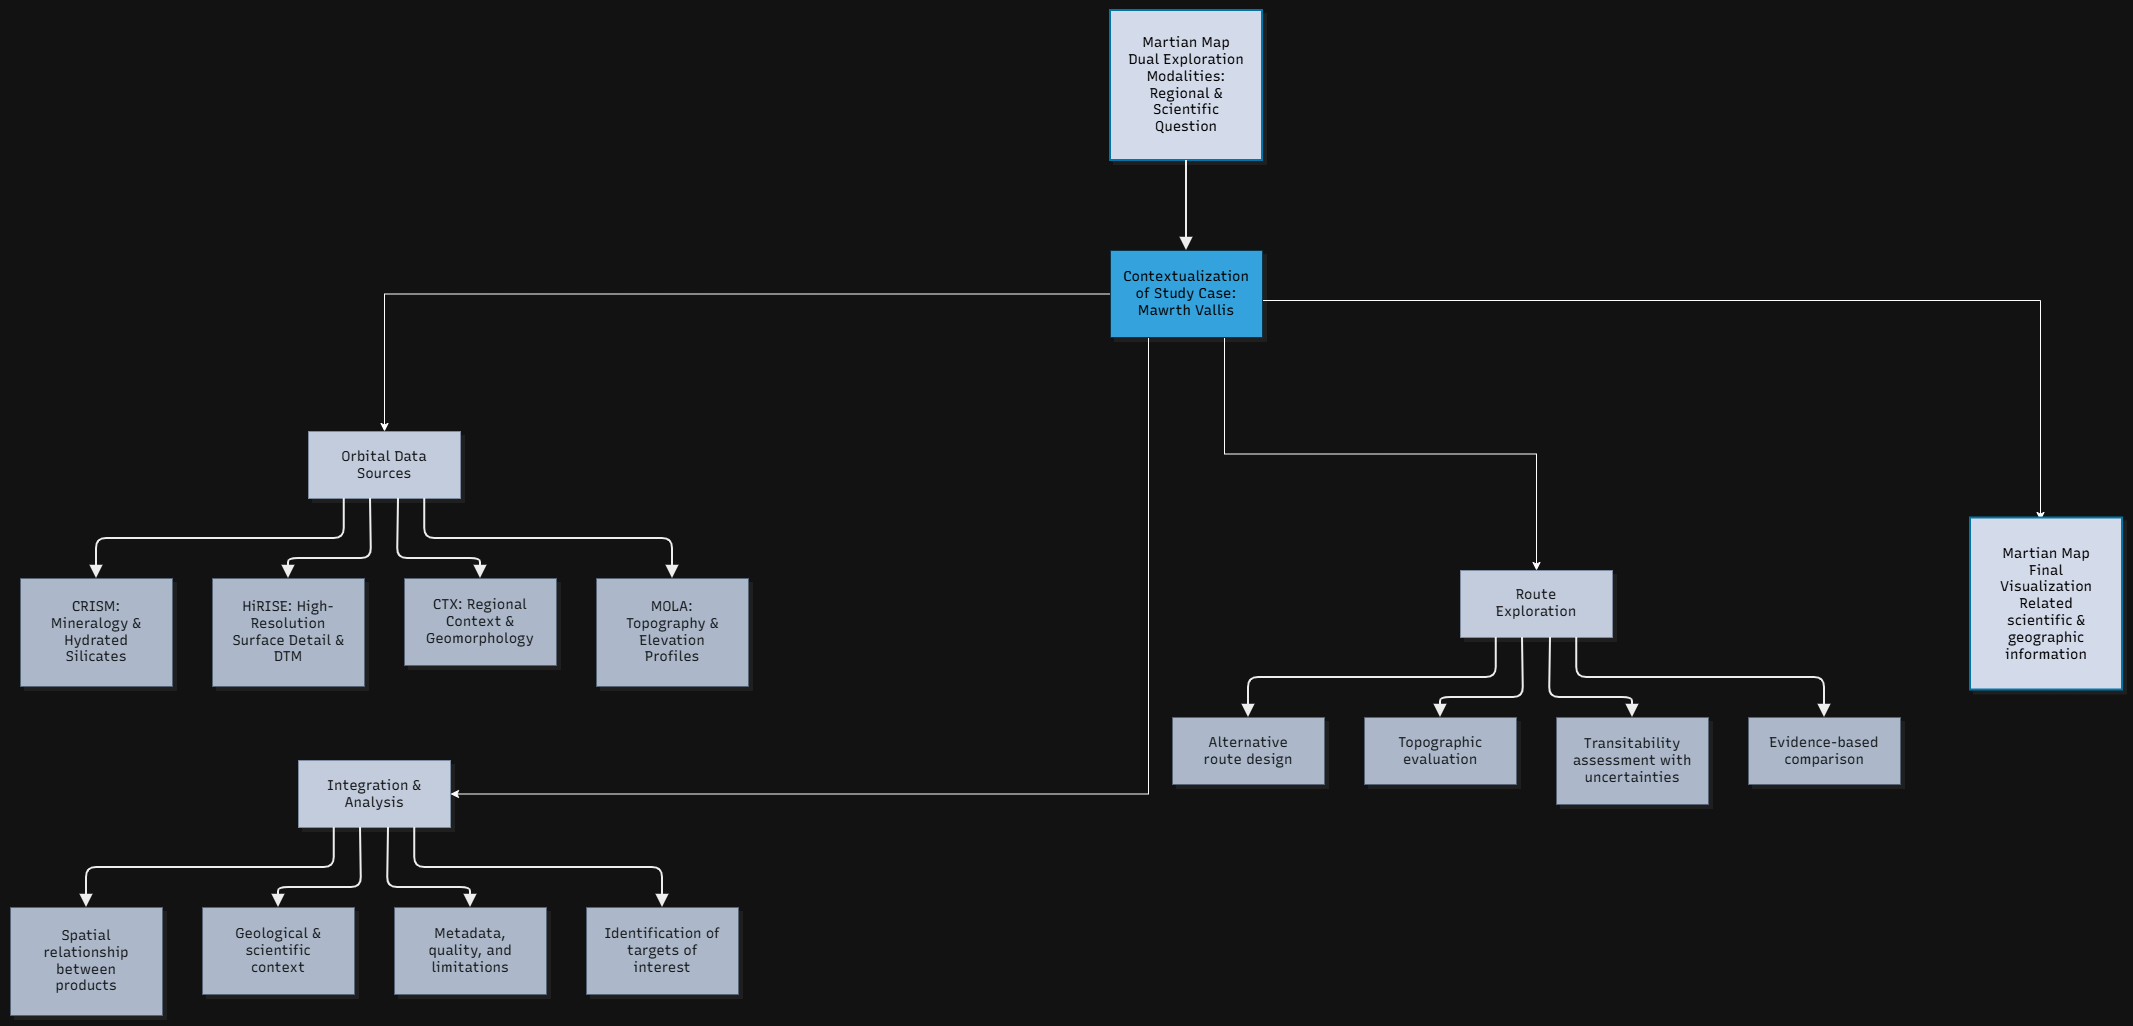 Martian Map
Dual Exploration
Modalities:
Regional &
Scientific
Question
Contextualization
of Study Case:
Mawrth Vallis
Orbital Data
Sources
CRISM:
Mineralogy &
Hydrated
Silicates
HiRISE: High-
Resolution
Surface Detail &
DTM
CTX: Regional
Context &
Geomorphology
MOLA:
Topography &
Elevation
Profiles
Integration &
Analysis
Spatial
relationship
between
products
Geological &
scientific
context
Metadata,
quality, and
limitations
Identification of
targets of
interest
Route
Exploration
Alternative
route design
Topographic
evaluation
Transitability
assessment with
uncertainties
Evidence-based
comparison
Martian Map
Final
Visualization
Related
scientific &
geographic
information